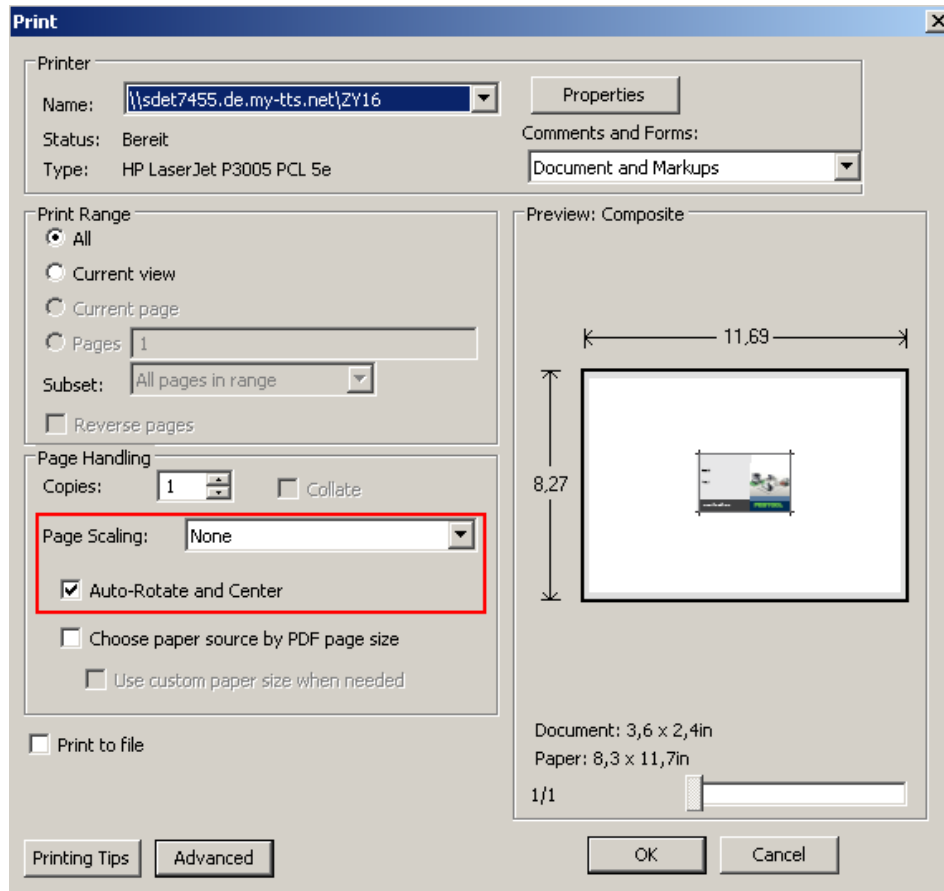 Print
Printer
Name: \\sdet7455.de.my-tts.net\ZY16
Properties
Status: Bereit
Comments and Forms:
Type: HP LaserJet P3005 PCL 5e
Document and Markups
Print Range
All
Current view
Current page
Pages 1
Subset: All pages in range
Reverse pages
Page Handling
Copies: 1
Collate
Page Scaling: None
Auto-Rotate and Center
Choose paper source by PDF page size
Use custom paper size when needed
Print to file
Preview: Composite
11,69
8,27
FESTOOL
Document: 3,6 x 2,4in
Paper: 8,3 x 11,7in
1/1
Printing Tips
Advanced
OK
Cancel